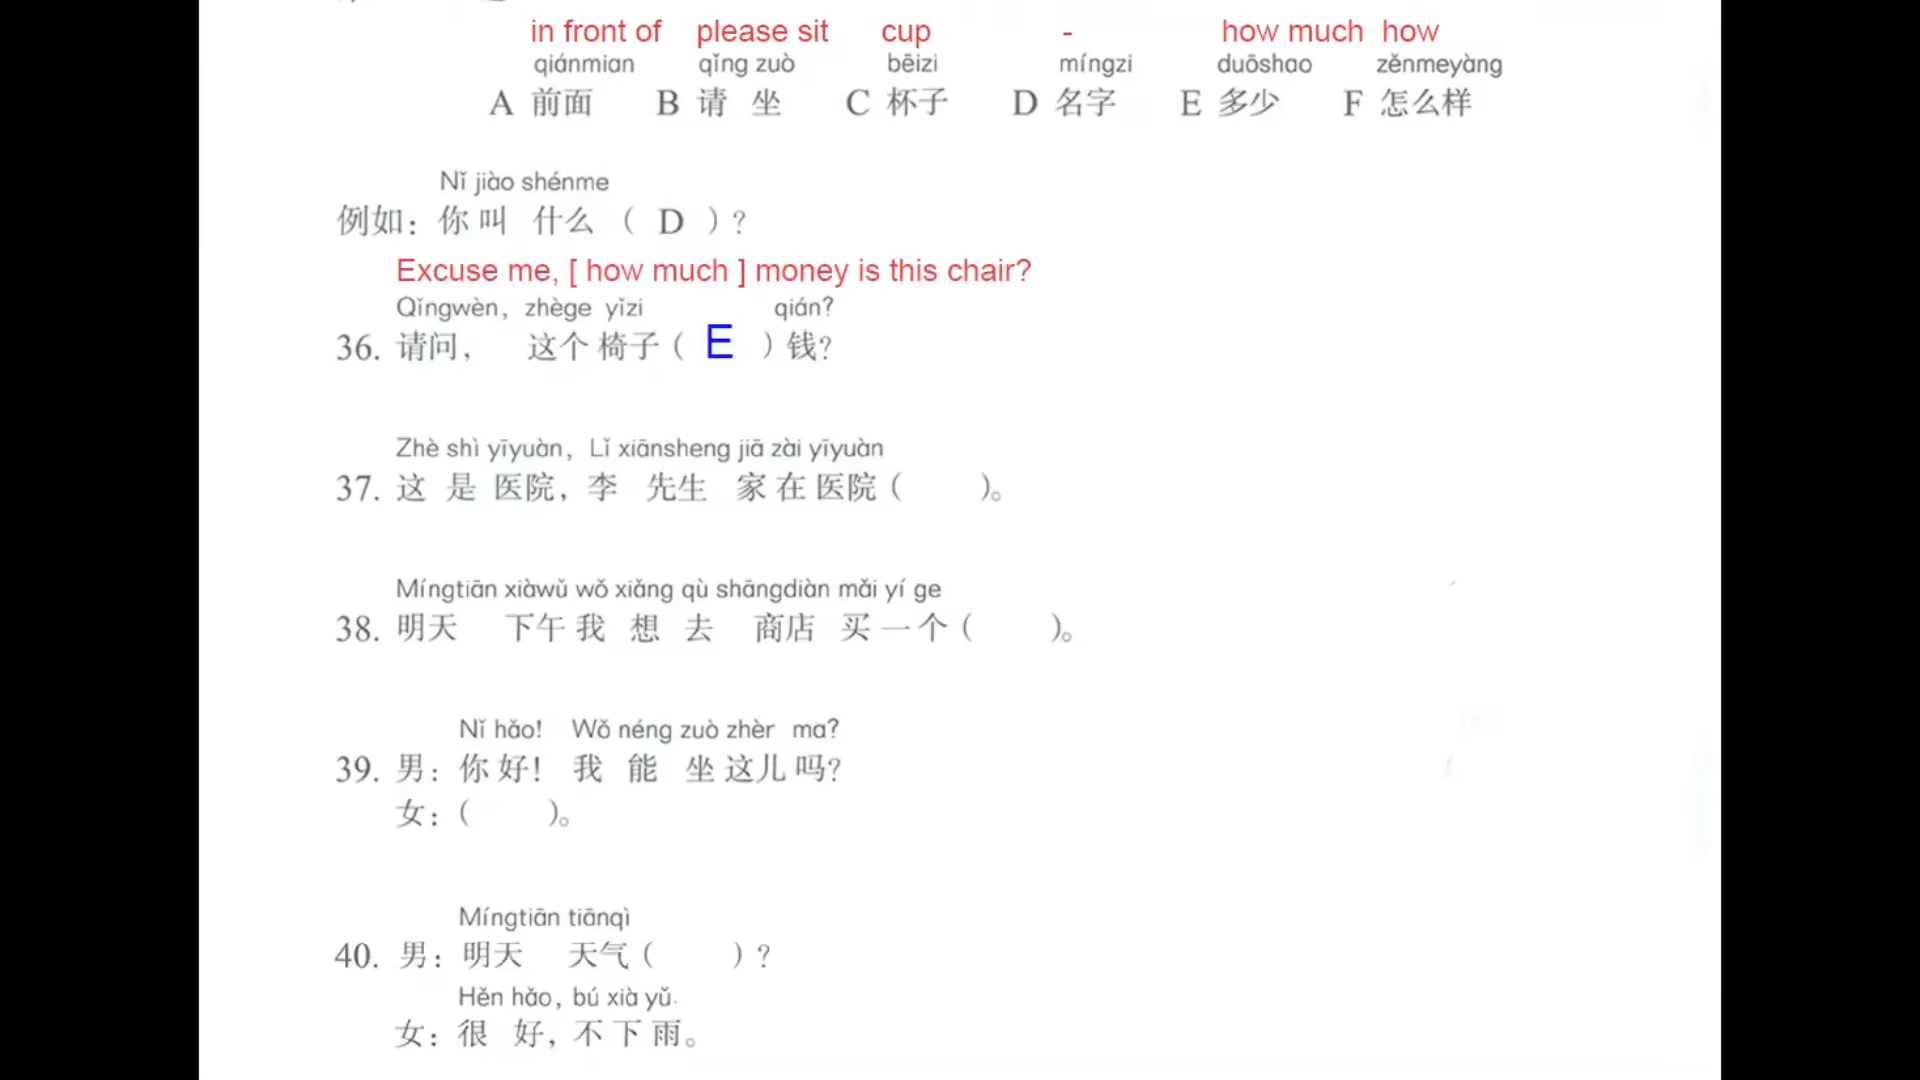 in front of please sit cup - how much how
qiánmian qǐng zuò bēizi míngzi duōshao zěnmeyàng
A 前面 B 请 坐 C 杯子 D 名字 E 多少 F 怎么样
Nǐ jiào shénme
例如：你 叫 什么（ D ）？
Excuse me, [ how much ] money is this chair?
Qǐngwèn, zhège yǐzi qián?
36. 请问， 这个 椅子（ E ）钱？
Zhè shì yīyuàn, Lǐ xiānsheng jiā zài yīyuàn
37. 这 是 医院，李 先生 家 在 医院（ ）。
Míngtiān xiàwǔ wǒ xiǎng qù shāngdiàn mǎi yí ge
38. 明天 下午 我 想 去 商店 买 一 个（ ）。
Nǐ hǎo! Wǒ néng zuò zhèr ma?
39. 男：你 好！ 我 能 坐 这儿 吗？
女：（ ）。
Míngtiān tiānqì
40. 男：明天 天气（ ）？
Hěn hǎo, bú xià yǔ.
女：很 好，不 下 雨。